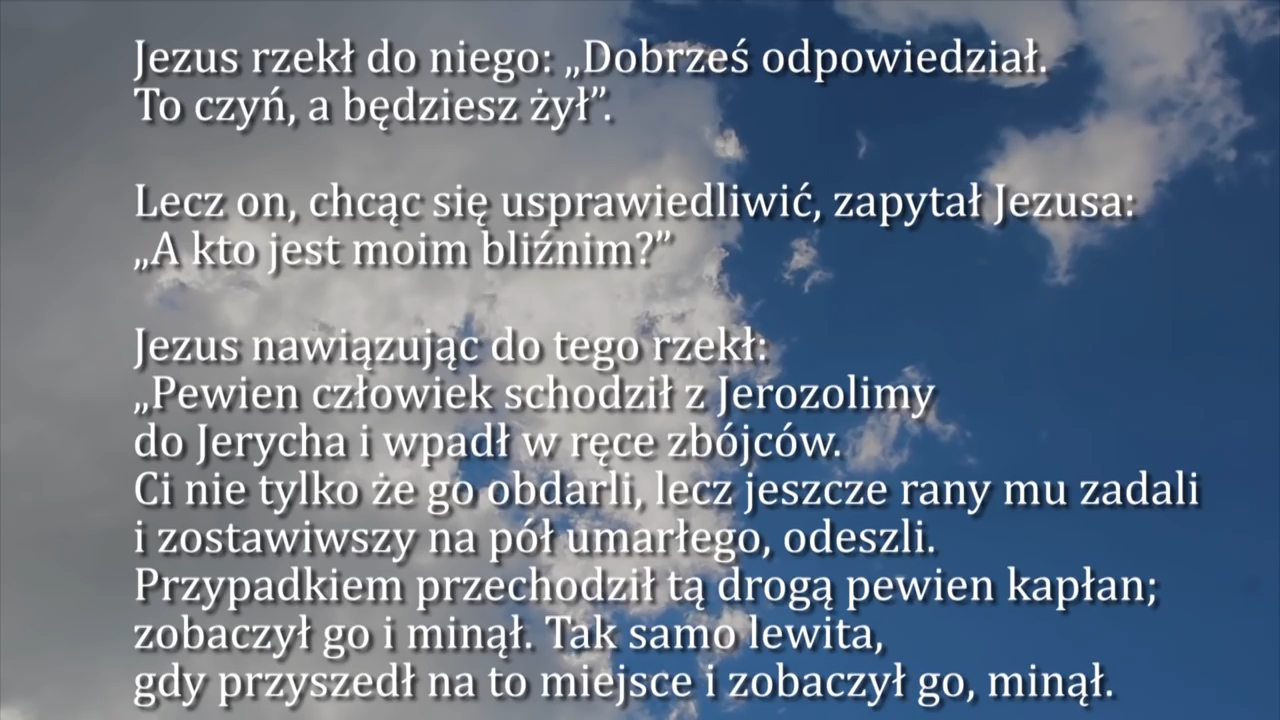 Jezus rzekł do niego: „Dobrześ odpowiedział.
To czyń, a będziesz żył”.
Lecz on, chcąc się usprawiedliwić, zapytał Jezusa:
„A kto jest moim bliźnim?”
Jezus nawiązując do tego rzekł:
„Pewien człowiek schodził z Jerozolimy
do Jerycha i wpadł w ręce zbójców.
Ci nie tylko że go obdarli, lecz jeszcze rany mu zadali
i zostawiwszy na pół umarłego, odeszli.
Przypadkiem przechodził tą drogą pewien kapłan;
zobaczył go i minął. Tak samo lewita,
gdy przyszedł na to miejsce i zobaczył go, minął.